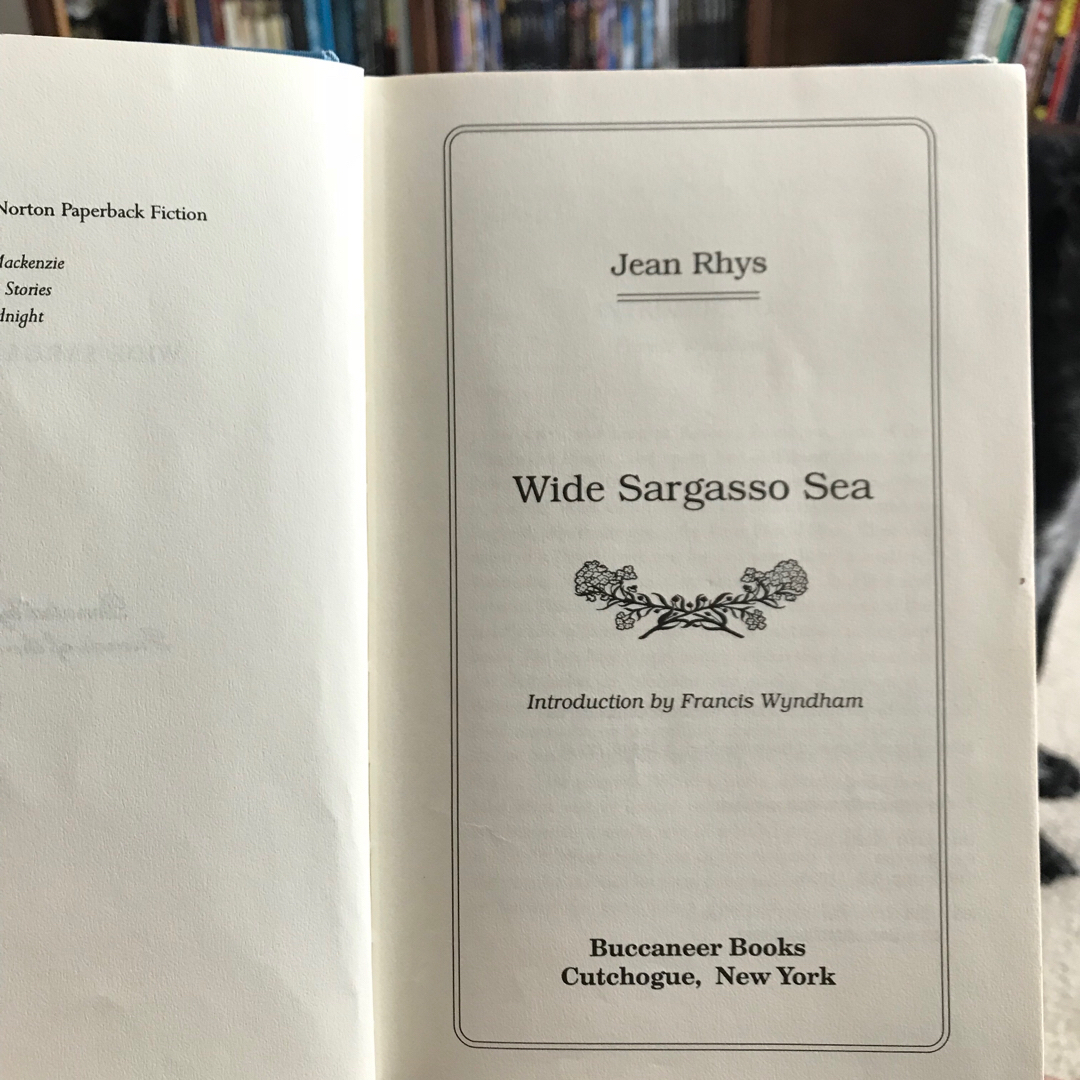 Norton Paperback Fiction
Mackenzie
Stories
dnight
Jean Rhys
Wide Sargasso Sea
Introduction by Francis Wyndham
Buccaneer Books
Cutchogue, New York